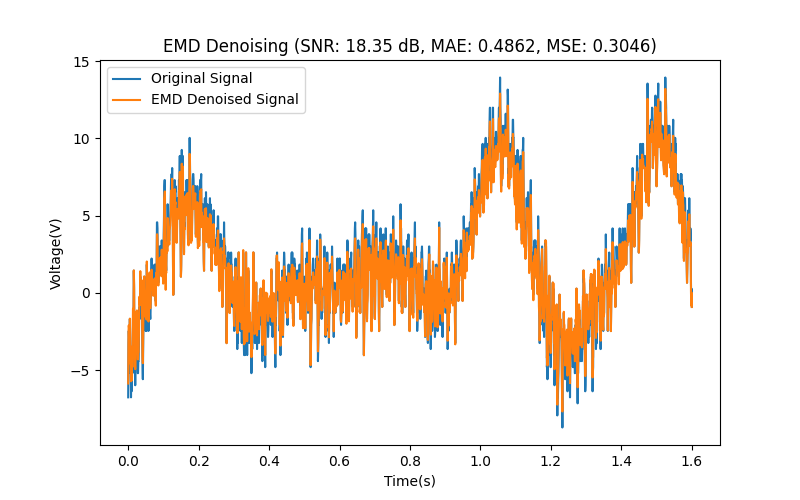 EMD Denoising (SNR: 18.35 dB, MAE: 0.4862, MSE: 0.3046)
Original Signal
EMD Denoised Signal
15
10
5
0
−5
Voltage(V)
0.0 0.2 0.4 0.6 0.8 1.0 1.2 1.4 1.6
Time(s)